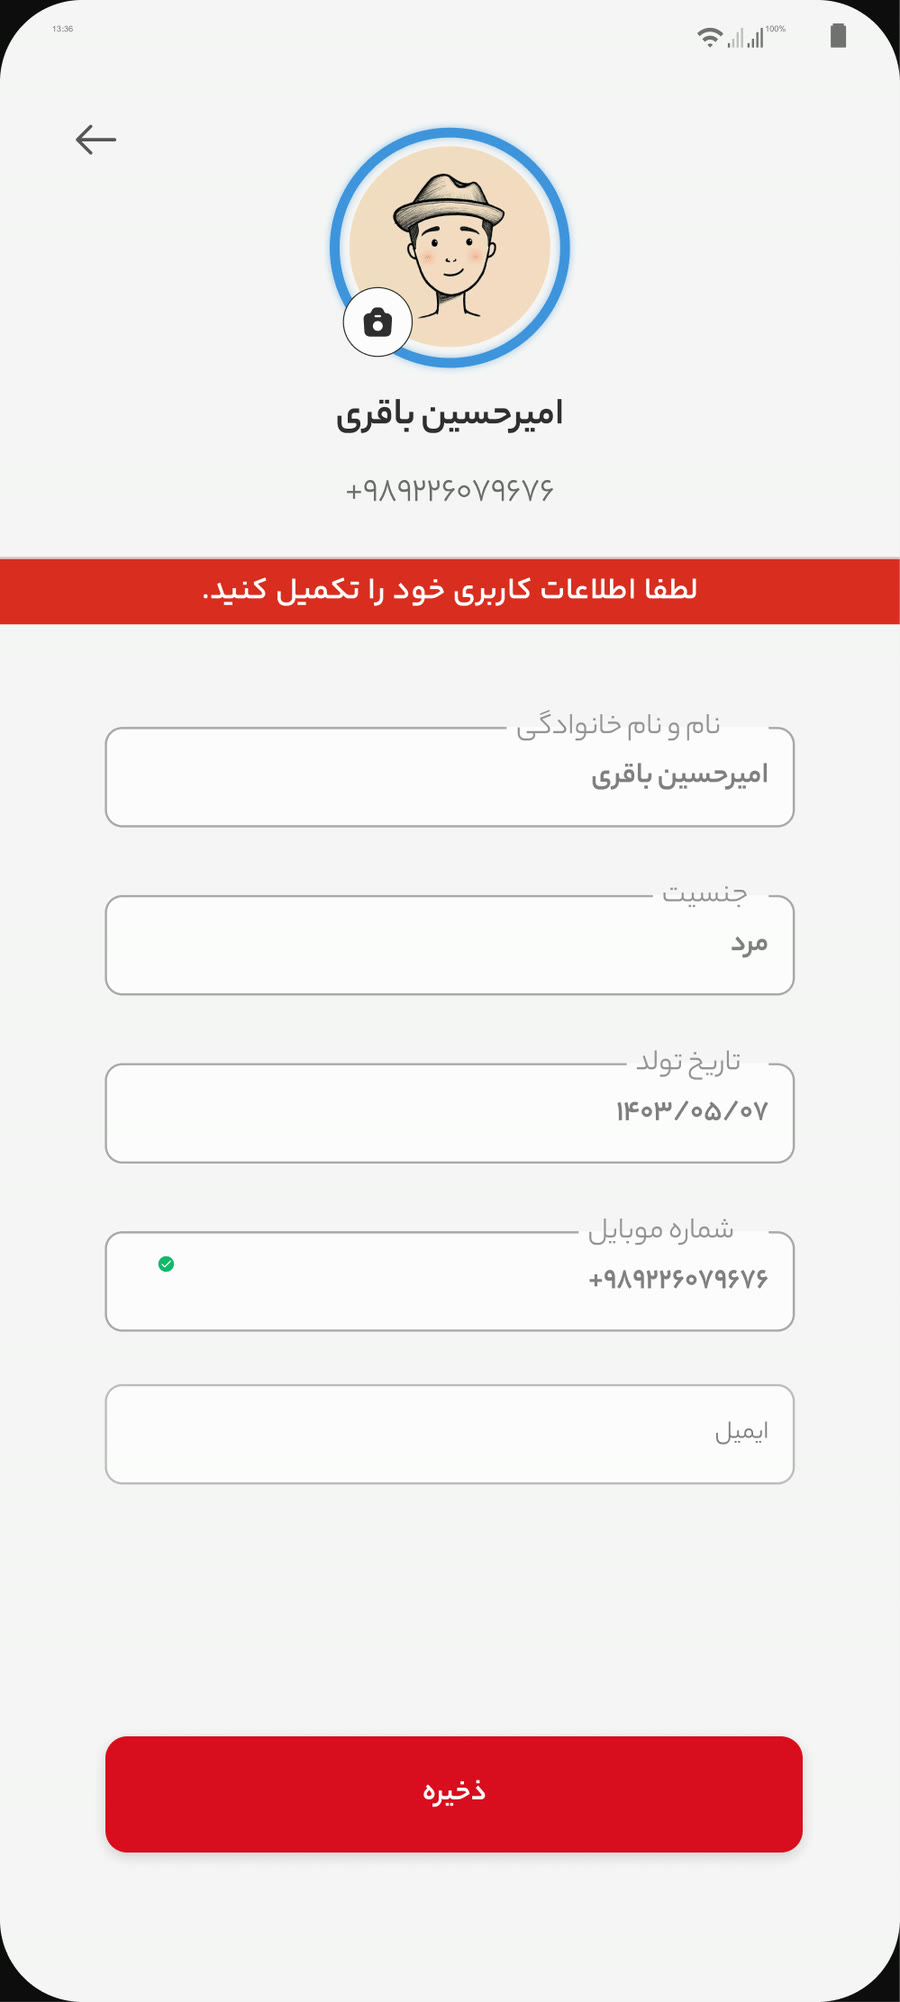 13:36
100%
امیرحسین باقری
+۹۸۹۲۲۶۰۷۹۶۷۶
لطفا اطلاعات کاربری خود را تکمیل کنید.
نام و نام خانوادگی
امیرحسین باقری
جنسیت
مرد
تاریخ تولد
۱۴۰۳/۰۵/۰۷
شماره موبایل
+۹۸۹۲۲۶۰۷۹۶۷۶
ایمیل
ذخیره